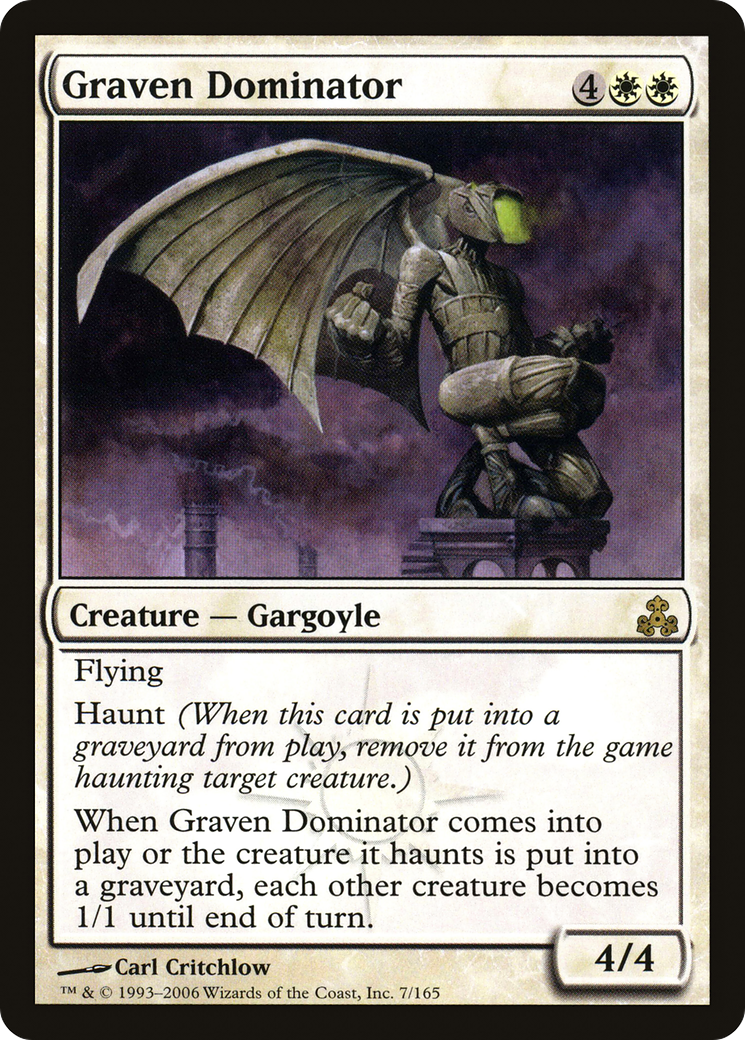 Graven Dominator 4
Creature — Gargoyle
Flying
Haunt (When this card is put into a
graveyard from play, remove it from the game
haunting target creature.)
When Graven Dominator comes into
play or the creature it haunts is put into
a graveyard, each other creature becomes
1/1 until end of turn.
4/4
Carl Critchlow
™ & © 1993–2006 Wizards of the Coast, Inc. 7/165